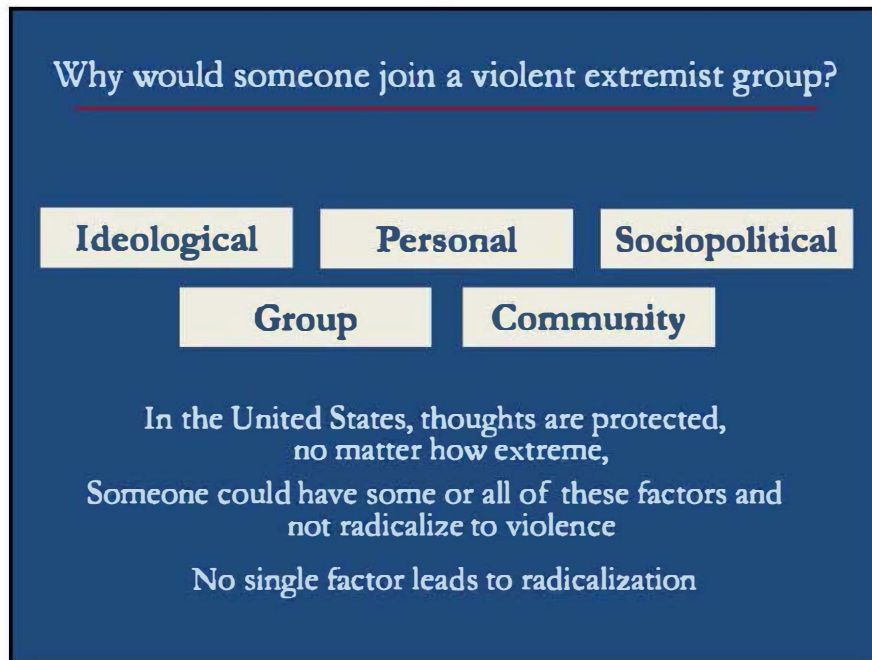 Why would someone join a violent extremist group?
Ideological
Personal
Sociopolitical
Group
Community
In the United States, thoughts are protected,
no matter how extreme,
Someone could have some or all of these factors and
not radicalize to violence
No single factor leads to radicalization